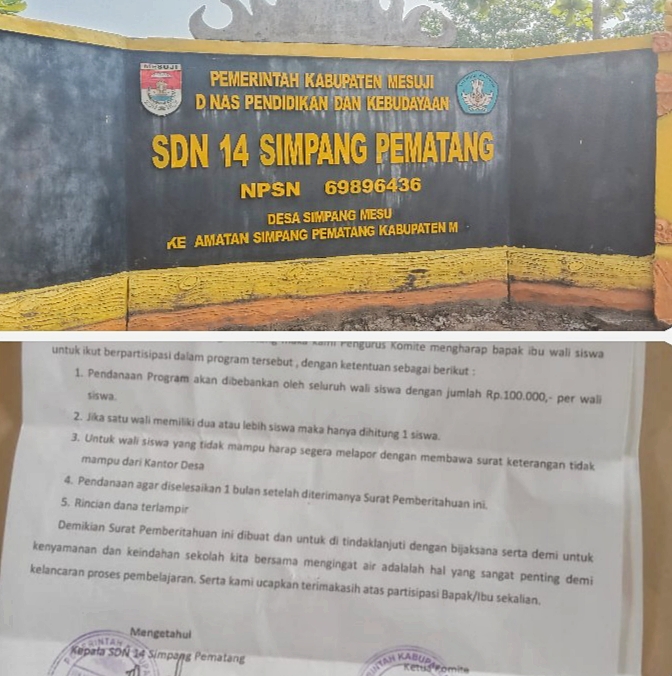 MESUJI
PEMERINTAH KABUPATEN MESUJI
D NAS PENDIDIKAN DAN KEBUDAYAAN
SDN 14 SIMPANG PEMATANG
NPSN 69896436
DESA SIMPANG MESU
KE AMATAN SIMPANG PEMATANG KABUPATEN M
maka kami Pengurus Komite mengharap bapak ibu wali siswa
untuk ikut berpartisipasi dalam program tersebut , dengan ketentuan sebagai berikut :
1. Pendanaan Program akan dibebankan oleh seluruh wali siswa dengan jumlah Rp.100.000,- per wali
siswa.
2. Jika satu wali memiliki dua atau lebih siswa maka hanya dihitung 1 siswa.
3. Untuk wali siswa yang tidak mampu harap segera melapor dengan membawa surat keterangan tidak
mampu dari Kantor Desa
4. Pendanaan agar diselesaikan 1 bulan setelah diterimanya Surat Pemberitahuan ini.
5. Rincian dana terlampir
Demikian Surat Pemberitahuan ini dibuat dan untuk di tindaklanjuti dengan bijaksana serta demi untuk
kenyamanan dan keindahan sekolah kita bersama mengingat air adalalah hal yang sangat penting demi
kelancaran proses pembelajaran. Serta kami ucapkan terimakasih atas partisipasi Bapak/Ibu sekalian.
Mengetahui
Kepala SDN 14 Simpang Pematang
Ketua Komite